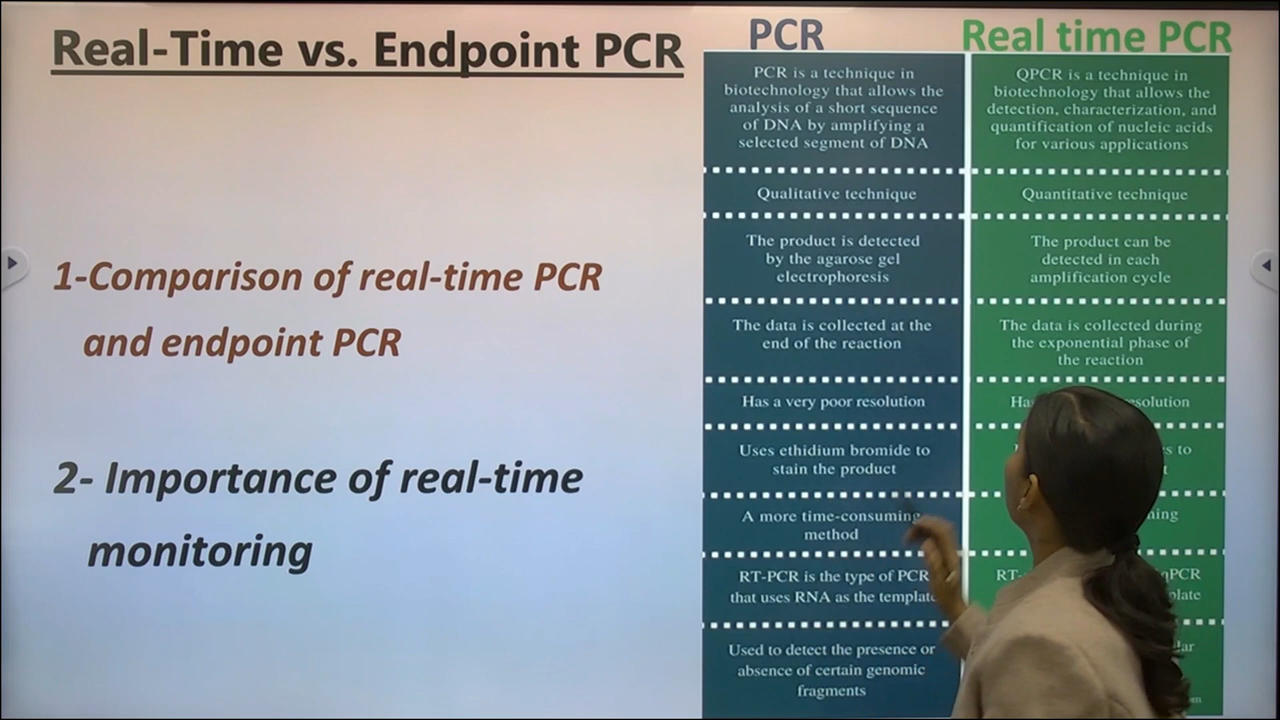 Real-Time vs. Endpoint PCR
1-Comparison of real-time PCR
and endpoint PCR
2- Importance of real-time
monitoring
PCR
PCR is a technique in
biotechnology that allows the
analysis of a short sequence
of DNA by amplifying a
selected segment of DNA
Qualitative technique
The product is detected
by the agarose gel
electrophoresis
The data is collected at the
end of the reaction
Has a very poor resolution
Uses ethidium bromide to
stain the product
A more time-consuming
method
RT-PCR is the type of PCR
that uses RNA as the template
Used to detect the presence or
absence of certain genomic
fragments
Real time PCR
QPCR is a technique in
biotechnology that allows the
detection, characterization, and
quantification of nucleic acids
for various applications
Quantitative technique
The product can be
detected in each
amplification cycle
The data is collected during
the exponential phase of
the reaction